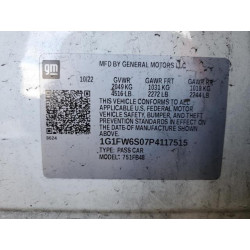 gm
MFD BY GENERAL MOTORS LLC
10/22 GVWR GAWR FRT GAWR RR
2049 KG 1031 KG 1018 KG
4516 LB 2272 LB 2244 LB
THIS VEHICLE CONFORMS TO ALL
APPLICABLE U.S. FEDERAL MOTOR
VEHICLE SAFETY, BUMPER, AND THEFT
PREVENTION STANDARDS IN EFFECT
ON THE DATE OF MANUFACTURE
SHOWN ABOVE.
1G1FW6S07P4117515
TYPE: PASS CAR
MODEL: 751FB48